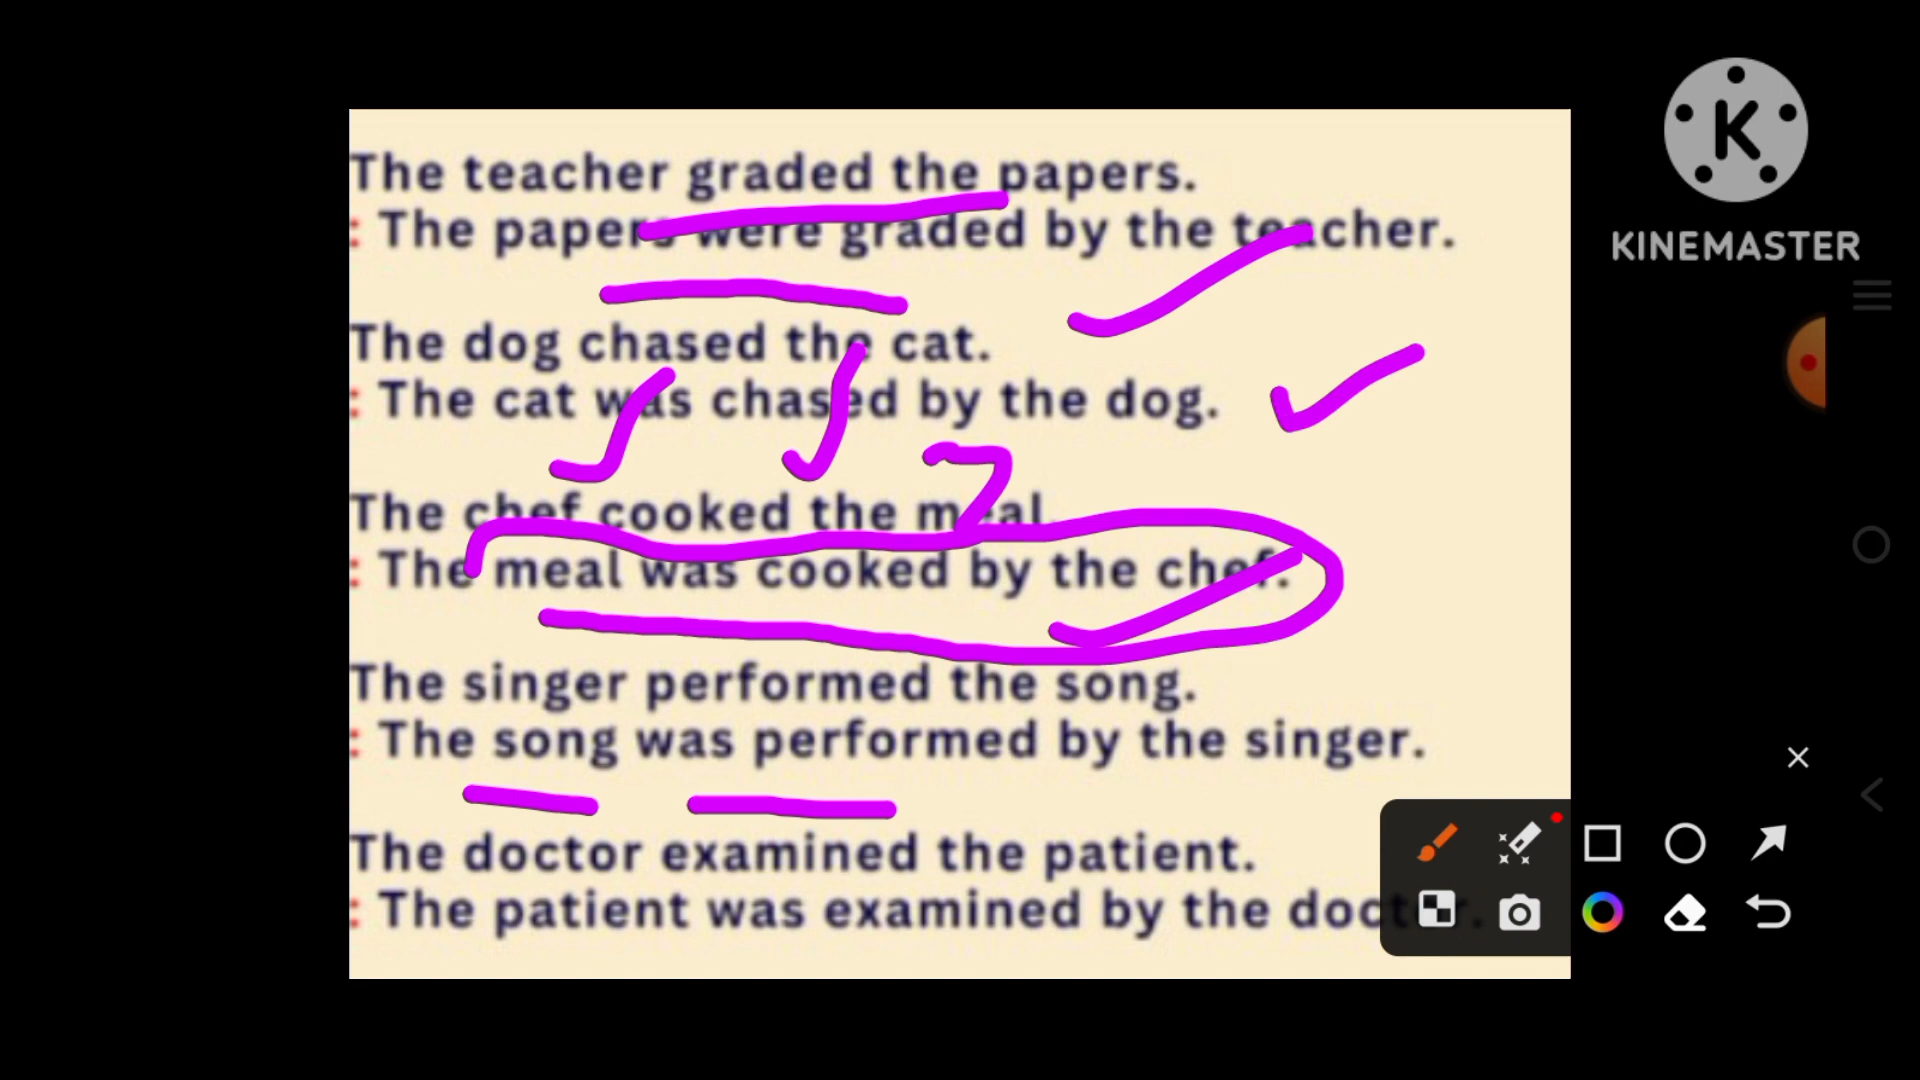 The teacher graded the papers.
: The papers were graded by the teacher.
The dog chased the cat.
: The cat was chased by the dog.
The chef cooked the meal.
: The meal was cooked by the chef.
The singer performed the song.
: The song was performed by the singer.
The doctor examined the patient.
: The patient was examined by the doctor.
K
KINEMASTER